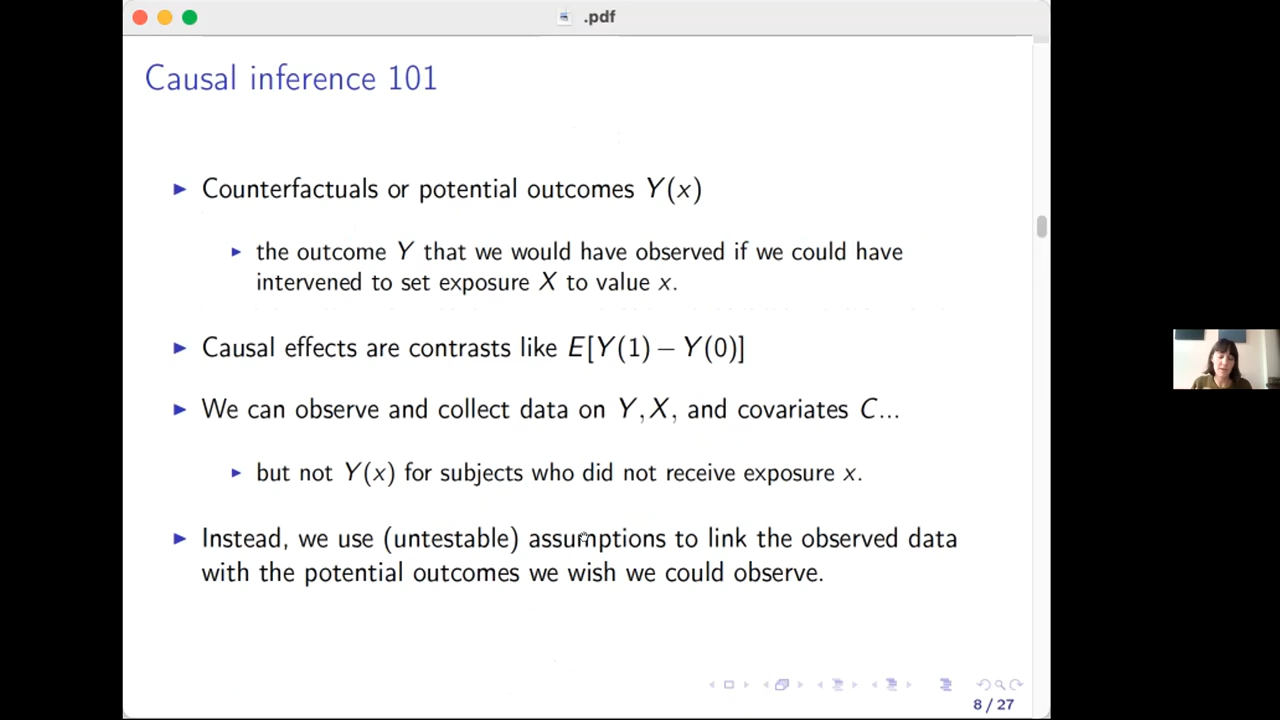 .pdf
Causal inference 101
▶ Counterfactuals or potential outcomes Y(x)
▶ the outcome Y that we would have observed if we could have
intervened to set exposure X to value x.
▶ Causal effects are contrasts like E[Y(1) − Y(0)]
▶ We can observe and collect data on Y, X, and covariates C...
▶ but not Y(x) for subjects who did not receive exposure x.
▶ Instead, we use (untestable) assumptions to link the observed data
with the potential outcomes we wish we could observe.
8 / 27